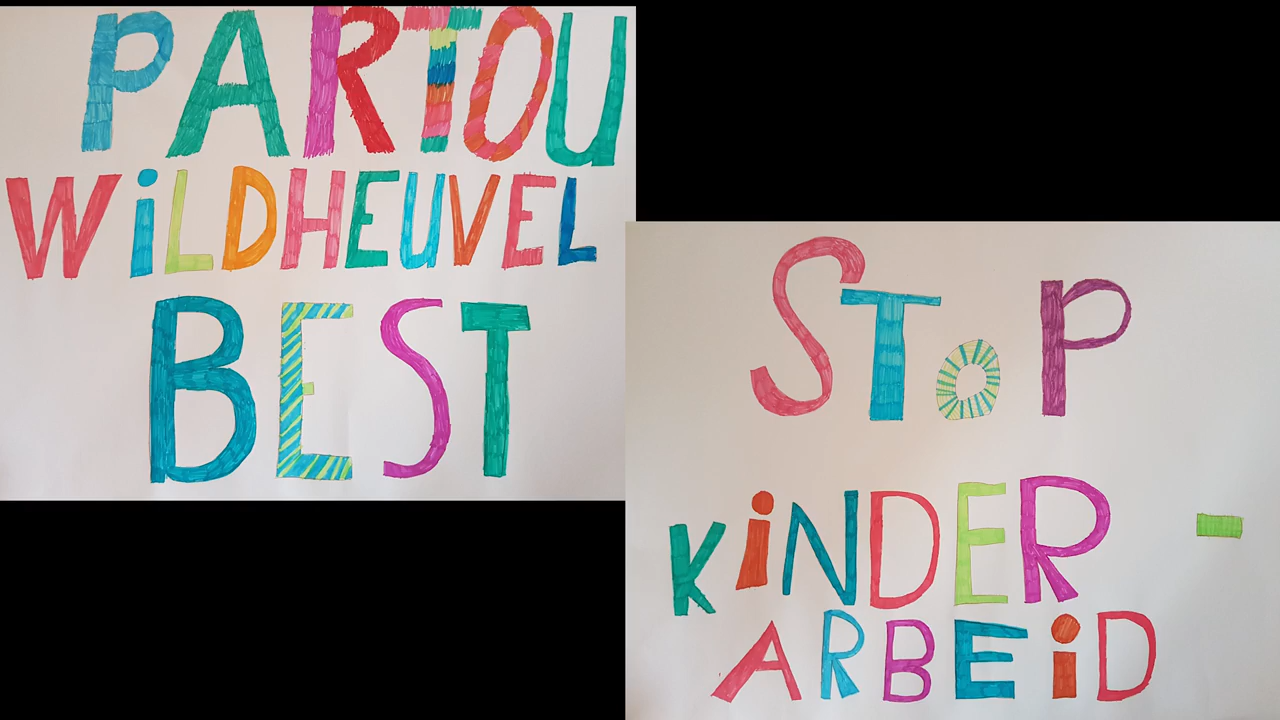 PARTOU
WiLDHEUVEL
BEST
SToP
KiNDER-
ARBEiD